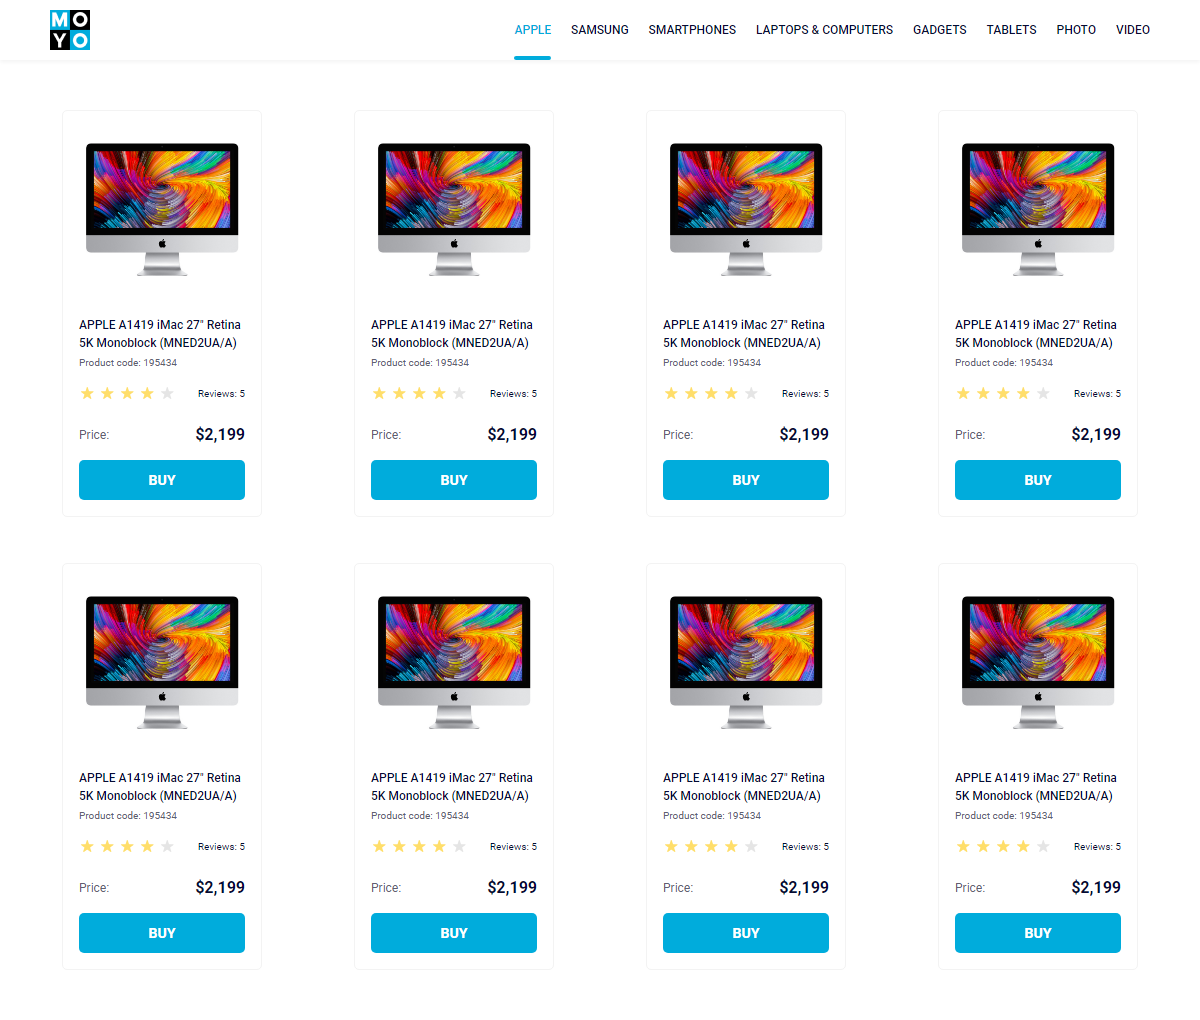 MO
YO
APPLE SAMSUNG SMARTPHONES LAPTOPS & COMPUTERS GADGETS TABLETS PHOTO VIDEO
APPLE A1419 iMac 27" Retina
5K Monoblock (MNED2UA/A)
Product code: 195434
Reviews: 5
Price: $2,199
BUY
APPLE A1419 iMac 27" Retina
5K Monoblock (MNED2UA/A)
Product code: 195434
Reviews: 5
Price: $2,199
BUY
APPLE A1419 iMac 27" Retina
5K Monoblock (MNED2UA/A)
Product code: 195434
Reviews: 5
Price: $2,199
BUY
APPLE A1419 iMac 27" Retina
5K Monoblock (MNED2UA/A)
Product code: 195434
Reviews: 5
Price: $2,199
BUY
APPLE A1419 iMac 27" Retina
5K Monoblock (MNED2UA/A)
Product code: 195434
Reviews: 5
Price: $2,199
BUY
APPLE A1419 iMac 27" Retina
5K Monoblock (MNED2UA/A)
Product code: 195434
Reviews: 5
Price: $2,199
BUY
APPLE A1419 iMac 27" Retina
5K Monoblock (MNED2UA/A)
Product code: 195434
Reviews: 5
Price: $2,199
BUY
APPLE A1419 iMac 27" Retina
5K Monoblock (MNED2UA/A)
Product code: 195434
Reviews: 5
Price: $2,199
BUY